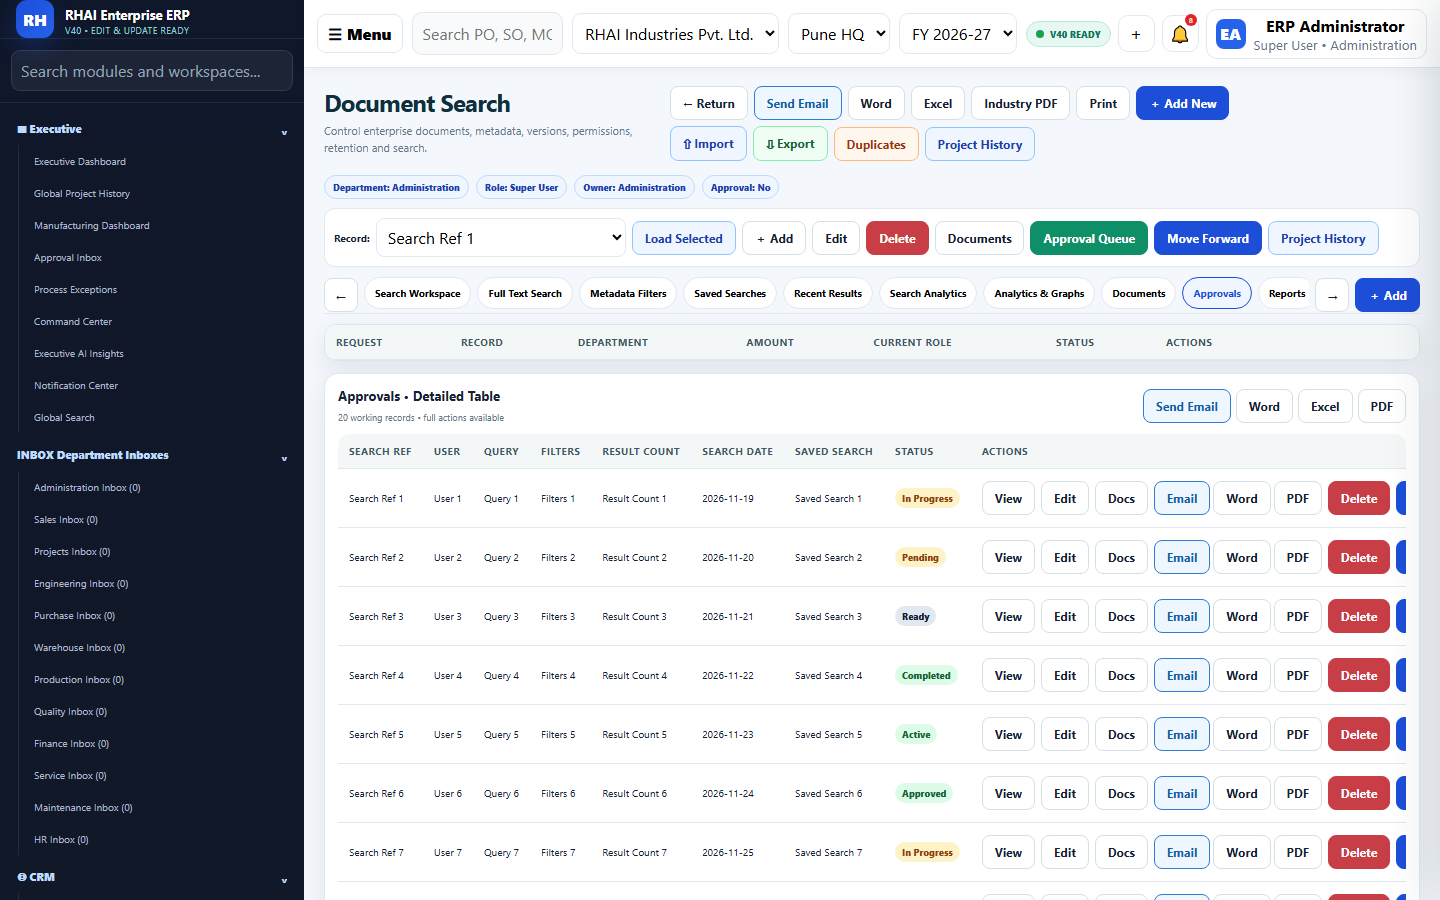 RH
RHAI Enterprise ERP
V40 • EDIT & UPDATE READY
Search modules and workspaces...
Executive
Executive Dashboard
Global Project History
Manufacturing Dashboard
Approval Inbox
Process Exceptions
Command Center
Executive AI Insights
Notification Center
Global Search
INBOX Department Inboxes
Administration Inbox (0)
Sales Inbox (0)
Projects Inbox (0)
Engineering Inbox (0)
Purchase Inbox (0)
Warehouse Inbox (0)
Production Inbox (0)
Quality Inbox (0)
Finance Inbox (0)
Service Inbox (0)
Maintenance Inbox (0)
HR Inbox (0)
CRM
☰ Menu
Search PO, SO, MO
RHAI Industries Pvt. Ltd.
Pune HQ
FY 2026-27
V40 READY
+
8
EA
ERP Administrator
Super User • Administration
Document Search
Control enterprise documents, metadata, versions, permissions,
retention and search.
← Return
Send Email
Word
Excel
Industry PDF
Print
+ Add New
⇧ Import
⇩ Export
Duplicates
Project History
Department: Administration
Role: Super User
Owner: Administration
Approval: No
Record:
Search Ref 1
Load Selected
+ Add
Edit
Delete
Documents
Approval Queue
Move Forward
Project History
←
Search Workspace
Full Text Search
Metadata Filters
Saved Searches
Recent Results
Search Analytics
Analytics & Graphs
Documents
Approvals
Reports
→
+ Add
REQUEST RECORD DEPARTMENT AMOUNT CURRENT ROLE STATUS ACTIONS
Approvals • Detailed Table
20 working records • full actions available
Send Email
Word
Excel
PDF
SEARCH REF USER QUERY FILTERS RESULT COUNT SEARCH DATE SAVED SEARCH STATUS ACTIONS
Search Ref 1 User 1 Query 1 Filters 1 Result Count 1 2026-11-19 Saved Search 1 In Progress View Edit Docs Email Word PDF Delete
Search Ref 2 User 2 Query 2 Filters 2 Result Count 2 2026-11-20 Saved Search 2 Pending View Edit Docs Email Word PDF Delete
Search Ref 3 User 3 Query 3 Filters 3 Result Count 3 2026-11-21 Saved Search 3 Ready View Edit Docs Email Word PDF Delete
Search Ref 4 User 4 Query 4 Filters 4 Result Count 4 2026-11-22 Saved Search 4 Completed View Edit Docs Email Word PDF Delete
Search Ref 5 User 5 Query 5 Filters 5 Result Count 5 2026-11-23 Saved Search 5 Active View Edit Docs Email Word PDF Delete
Search Ref 6 User 6 Query 6 Filters 6 Result Count 6 2026-11-24 Saved Search 6 Approved View Edit Docs Email Word PDF Delete
Search Ref 7 User 7 Query 7 Filters 7 Result Count 7 2026-11-25 Saved Search 7 In Progress View Edit Docs Email Word PDF Delete